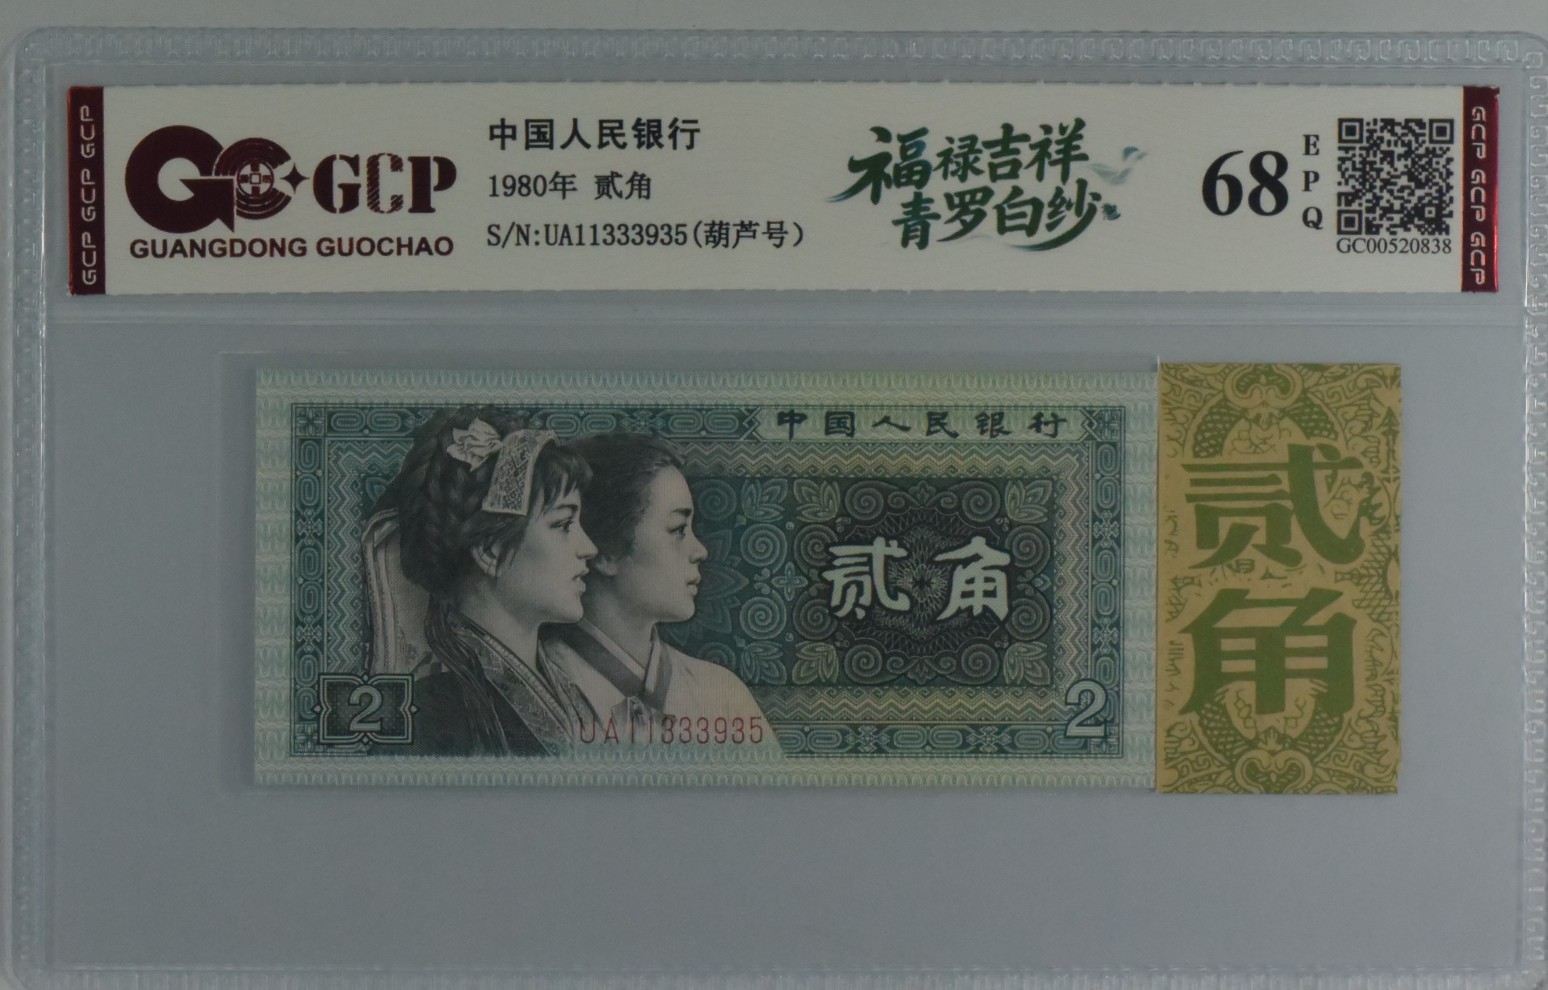 GCP GCP GCP
GCP
GUANGDONG GUOCHAO
中国人民银行
1980年 贰角
S/N:UA11333935(葫芦号)
福禄吉祥
青罗白纱
68
EPQ
GC00520838
GCP GCP GCP
中国人民银行
贰角
2
UA11333935
2
贰角